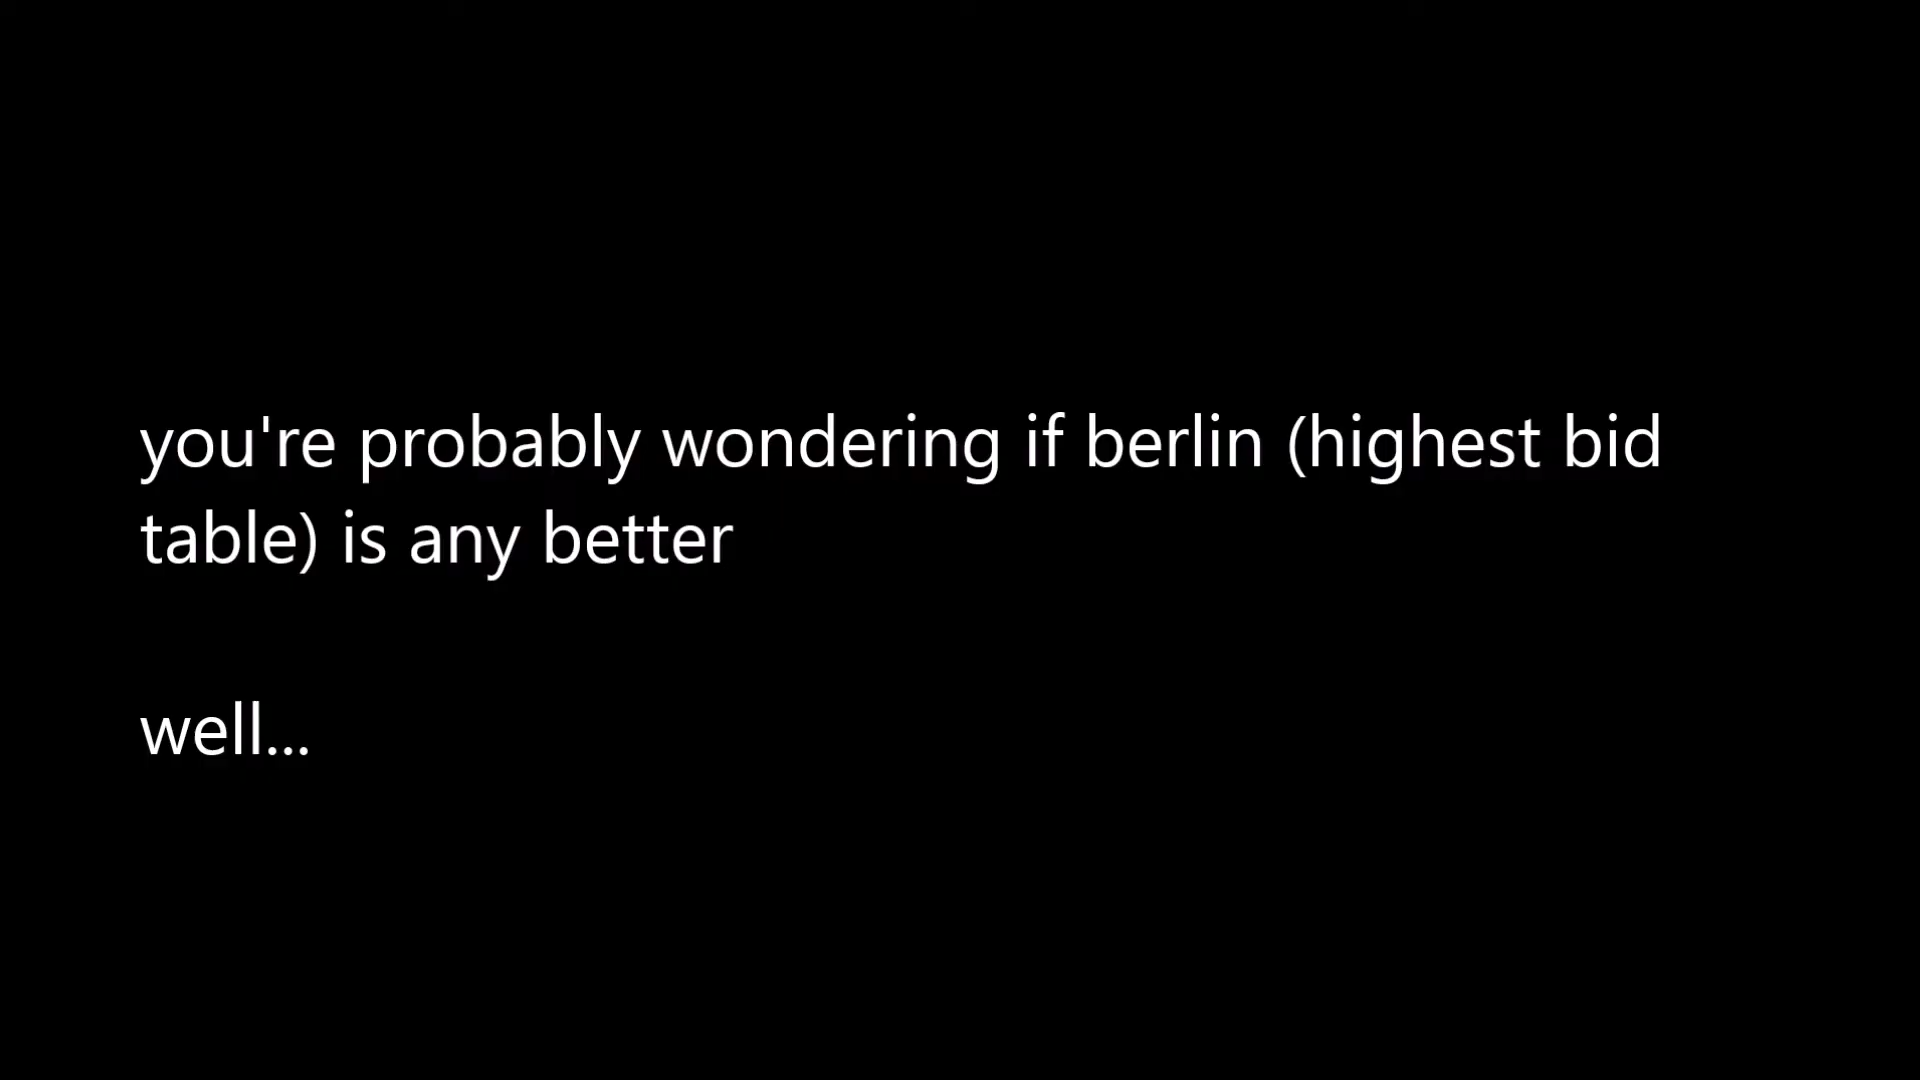 you're probably wondering if berlin (highest bid
table) is any better
well...